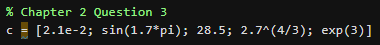 % Chapter 2 Question 3
c = [2.1e-2; sin(1.7*pi); 28.5; 2.7^(4/3); exp(3)]